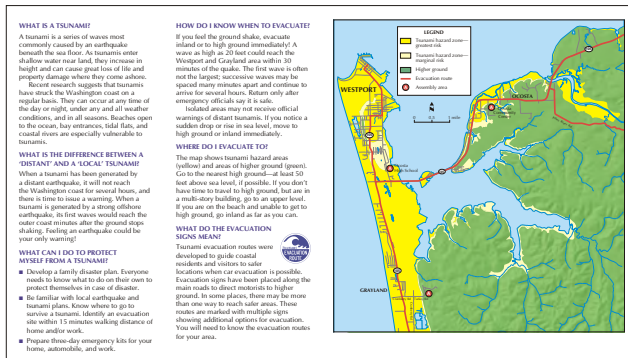 WHAT IS A TSUNAMI?
A tsunami is a series of waves most
commonly caused by an earthquake
beneath the sea floor. As tsunamis enter
shallow water near land, they increase in
height and can cause great loss of life and
property damage where they come ashore.
Recent research suggests that tsunamis
have struck the Washington coast on a
regular basis. They can occur at any time of
the day or night, under any and all weather
conditions, and in all seasons. Beaches open
to the ocean, bay entrances, tidal flats, and
coastal rivers are especially vulnerable to
tsunamis.
WHAT IS THE DIFFERENCE BETWEEN A
'DISTANT' AND A 'LOCAL' TSUNAMI?
When a tsunami has been generated by
a distant earthquake, it will not reach
the Washington coast for several hours, and
there is time to issue a warning. When a
tsunami is generated by a strong offshore
earthquake, its first waves would reach the
outer coast minutes after the ground stops
shaking. Feeling an earthquake could be
your only warning!
WHAT CAN I DO TO PROTECT
MYSELF FROM A TSUNAMI?
■ Develop a family disaster plan. Everyone
needs to know what to do on their own to
protect themselves in case of disaster.
■ Be familiar with local earthquake and
tsunami plans. Know where to go to
survive a tsunami. Identify an evacuation
site within 15 minutes walking distance of
home and/or work.
■ Prepare three-day emergency kits for your
home, automobile, and work.
HOW DO I KNOW WHEN TO EVACUATE?
If you feel the ground shake, evacuate
inland or to high ground immediately! A
wave as high as 20 feet could reach the
Westport and Grayland area within 30
minutes of the quake. The first wave is often
not the largest; successive waves may be
spaced many minutes apart and continue to
arrive for several hours. Return only after
emergency officials say it is safe.
Isolated areas may not receive official
warnings of distant tsunamis. If you notice a
sudden drop or rise in sea level, move to
high ground or inland immediately.
WHERE DO I EVACUATE TO?
The map shows tsunami hazard areas
(yellow) and areas of higher ground (green).
Go to the nearest high ground—at least 50
feet above sea level, if possible. If you don't
have time to travel to high ground, but are in
a multi-story building, go to an upper level.
If you are on the beach and unable to get to
high ground, go inland as far as you can.
WHAT DO THE EVACUATION
SIGNS MEAN?
Tsunami evacuation routes were
developed to guide coastal
residents and visitors to safer
locations when car evacuation is possible.
Evacuation signs have been placed along the
main roads to direct motorists to higher
ground. In some places, there may be more
than one way to reach safer areas. These
routes are marked with multiple signs
showing additional options for evacuation.
You will need to know the evacuation routes
for your area.
EVACUATION
ROUTE
LEGEND
Tsunami hazard zone—
greatest risk
Tsunami hazard zone—
marginal risk
Higher ground
Evacuation route
Assembly area
N
0 0.5 1 mile
WESTPORT
OCOSTA
High School
GRAYLAND